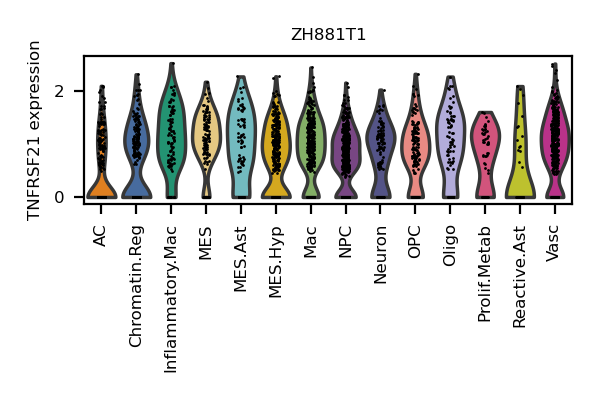 ZH881T1
TNFRSF21 expression
2
0
AC
Chromatin.Reg
Inflammatory.Mac
MES
MES.Ast
MES.Hyp
Mac
NPC
Neuron
OPC
Oligo
Prolif.Metab
Reactive.Ast
Vasc